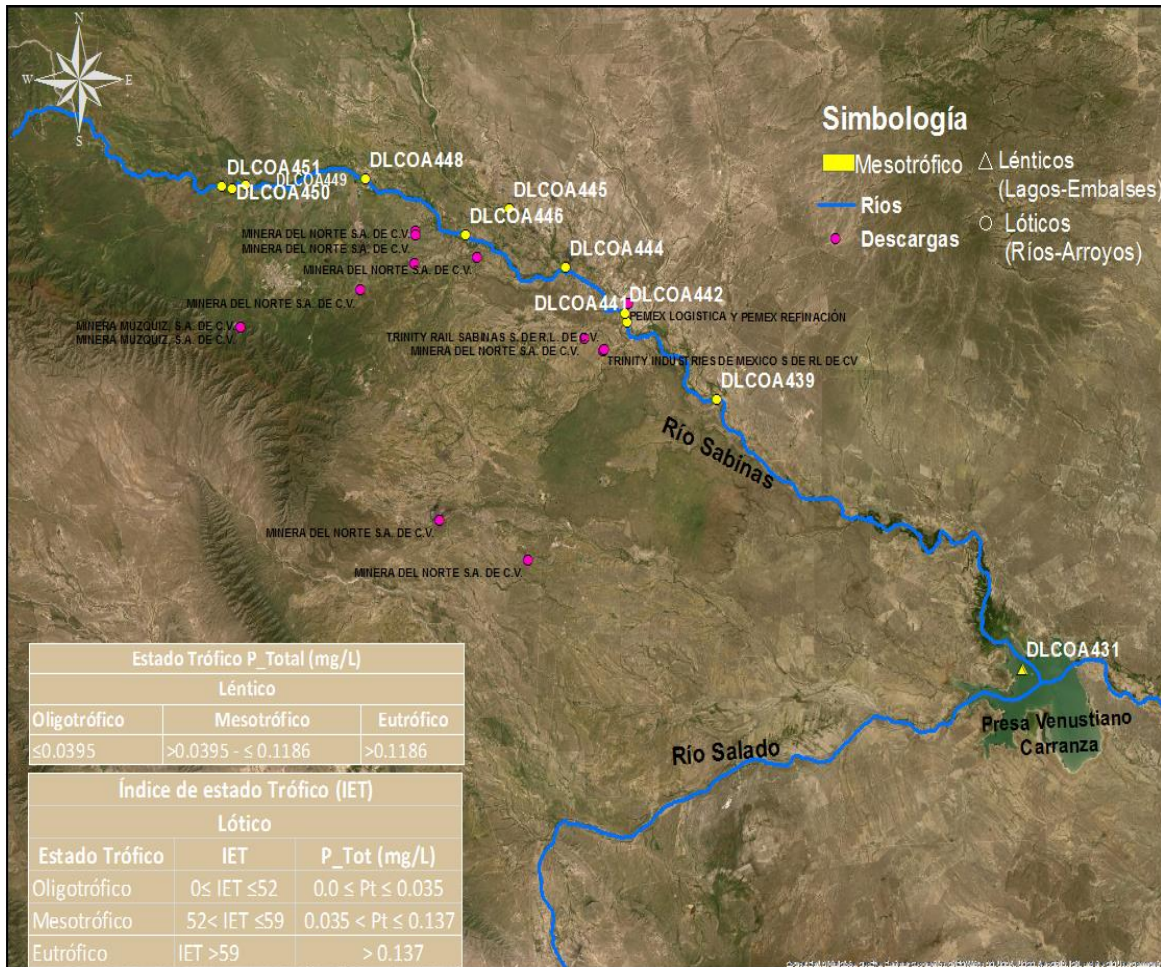 N
W
E
S
Simbología
Mesotrófico
Ríos
Descargas
Lénticos
(Lagos-Embalses)
Lóticos
(Ríos-Arroyos)
DLCOA451
DLCOA449
DLCOA450
DLCOA448
DLCOA445
DLCOA446
MINERA DEL NORTE S.A. DE C.V.
MINERA DEL NORTE S.A. DE C.V.
MINERA DEL NORTE S.A. DE C.V.
DLCOA444
MINERA DEL NORTE S.A. DE C.V.
DLCOA442
DLCOA441
PEMEX LOGISTICA Y PEMEX REFINACIÓN
MINERA MUZQUIZ, S.A. DE C.V.
MINERA MUZQUIZ, S.A. DE C.V.
TRINITY RAIL SABINAS S. DE R.L. DE C.V.
MINERA DEL NORTE S.A. DE C.V.
TRINITY INDUSTRIES DE MEXICO S DE RL DE CV
DLCOA439
Río Sabinas
MINERA DEL NORTE S.A. DE C.V.
MINERA DEL NORTE S.A. DE C.V.
DLCOA431
Presa Venustiano
Carranza
Río Salado
Estado Trófico P_Total (mg/L)
Léntico
Oligotrófico Mesotrófico Eutrófico
≤0.0395 >0.0395 - ≤ 0.1186 >0.1186
Índice de estado Trófico (IET)
Lótico
Estado Trófico IET P_Tot (mg/L)
Oligotrófico 0≤ IET ≤52 0.0 ≤ Pt ≤ 0.035
Mesotrófico 52< IET ≤59 0.035 < Pt ≤ 0.137
Eutrófico IET >59 > 0.137